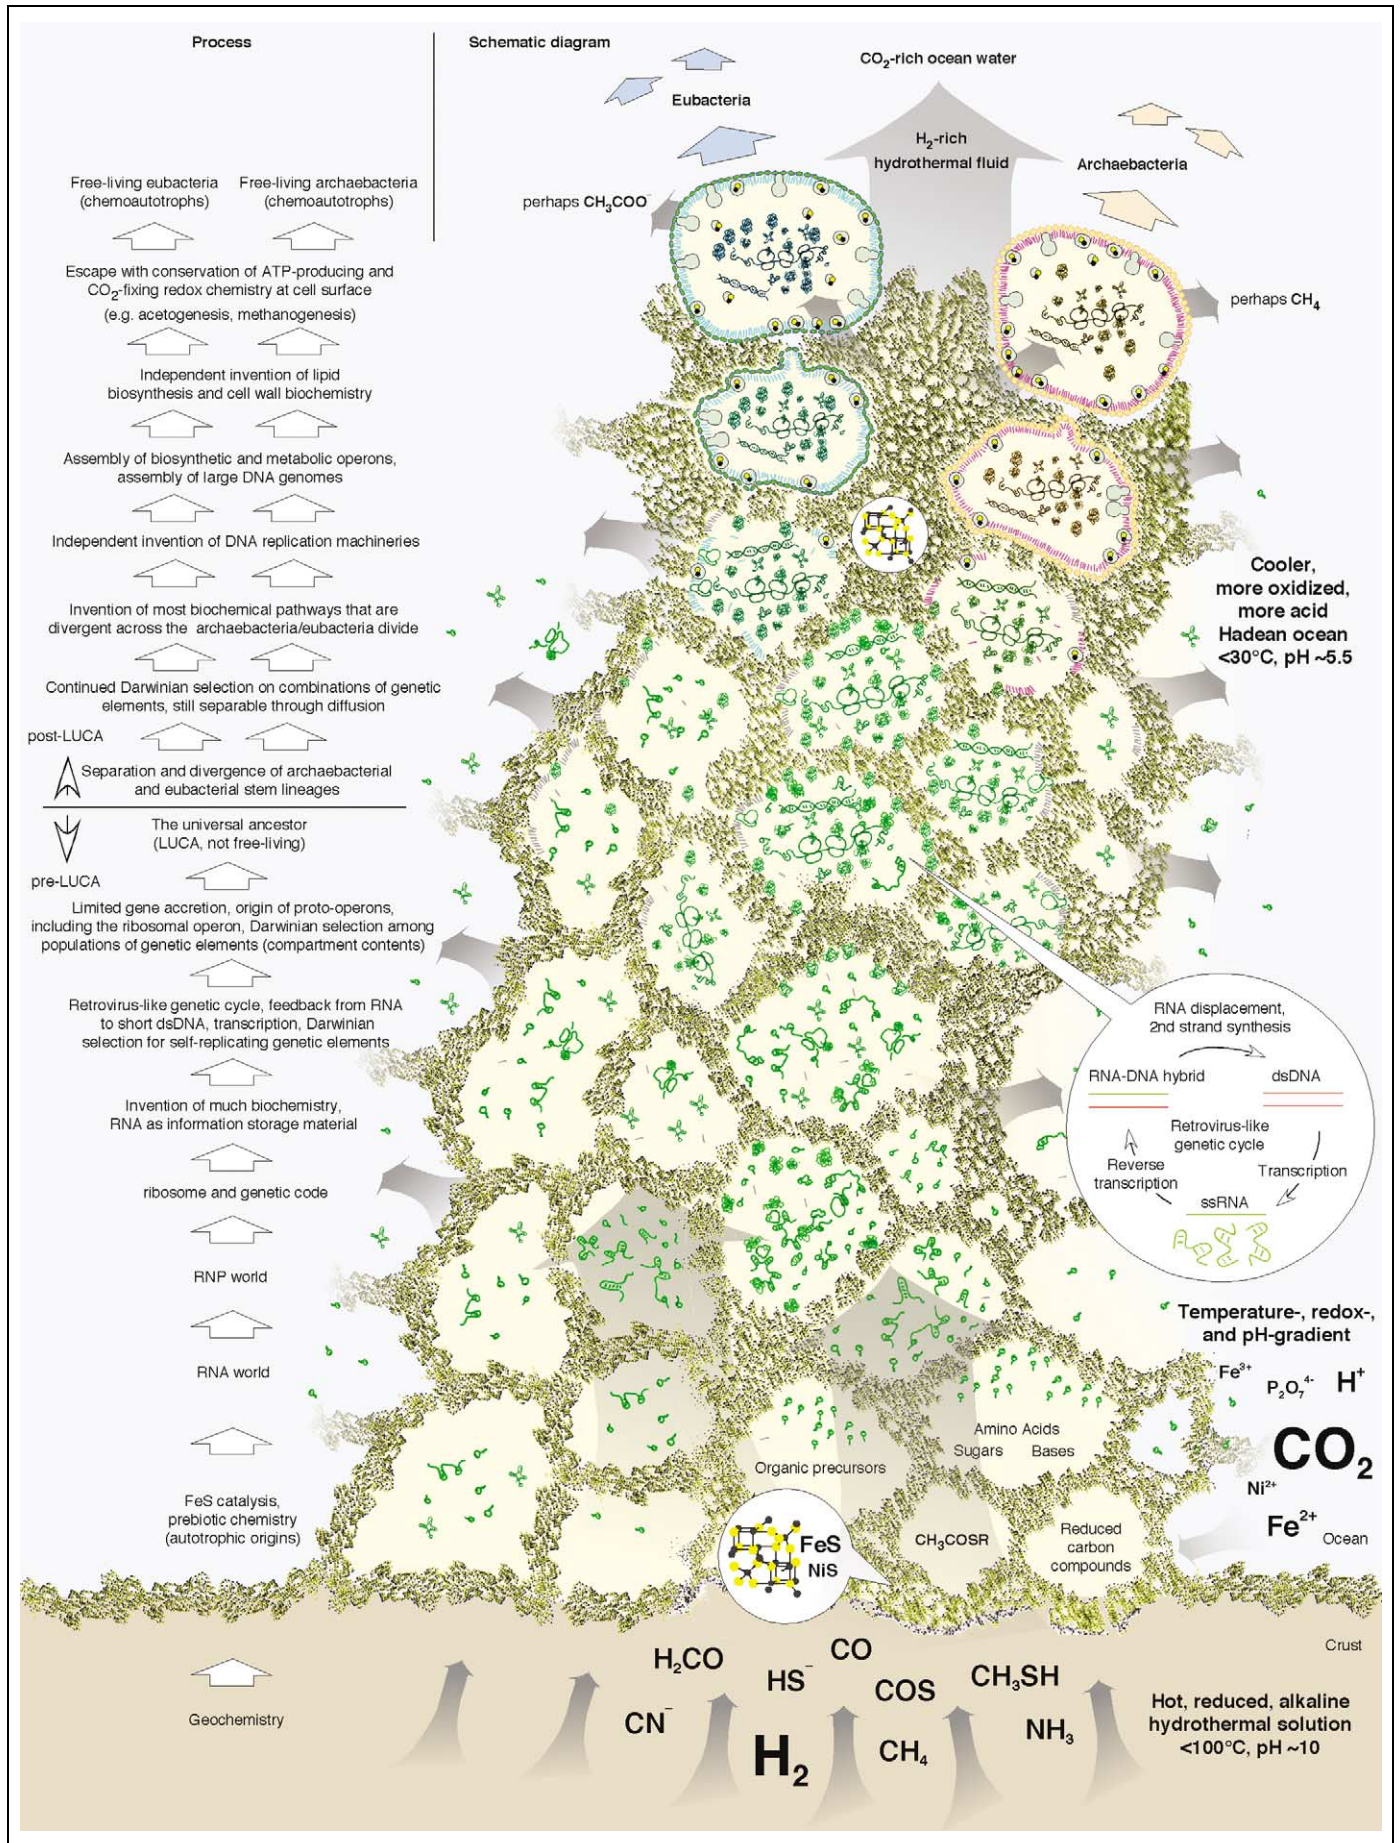 Process
Schematic diagram
CO₂-rich ocean water
Eubacteria
H₂-rich
hydrothermal fluid
Archaebacteria
perhaps CH₃COO⁻
perhaps CH₄
Free-living eubacteria
(chemoautotrophs)
Free-living archaebacteria
(chemoautotrophs)
Escape with conservation of ATP-producing and
CO₂-fixing redox chemistry at cell surface
(e.g. acetogenesis, methanogenesis)
Independent invention of lipid
biosynthesis and cell wall biochemistry
Assembly of biosynthetic and metabolic operons,
assembly of large DNA genomes
Independent invention of DNA replication machineries
Invention of most biochemical pathways that are
divergent across the archaebacteria/eubacteria divide
Continued Darwinian selection on combinations of genetic
elements, still separable through diffusion
post-LUCA
Separation and divergence of archaebacterial
and eubacterial stem lineages
The universal ancestor
(LUCA, not free-living)
pre-LUCA
Limited gene accretion, origin of proto-operons,
including the ribosomal operon, Darwinian selection among
populations of genetic elements (compartment contents)
Retrovirus-like genetic cycle, feedback from RNA
to short dsDNA, transcription, Darwinian
selection for self-replicating genetic elements
Invention of much biochemistry,
RNA as information storage material
ribosome and genetic code
RNP world
RNA world
FeS catalysis,
prebiotic chemistry
(autotrophic origins)
Geochemistry
Cooler,
more oxidized,
more acid
Hadean ocean
<30°C, pH ~5.5
RNA displacement,
2nd strand synthesis
RNA-DNA hybrid
dsDNA
Retrovirus-like
genetic cycle
Reverse
transcription
Transcription
ssRNA
Temperature-, redox-,
and pH-gradient
Fe³⁺
P₂O₇⁴⁻
H⁺
CO₂
Ni²⁺
Fe²⁺
Ocean
Amino Acids
Sugars Bases
Organic precursors
FeS
NiS
CH₃COSR
Reduced
carbon
compounds
Crust
H₂CO
HS⁻
CO
COS
CH₃SH
CN⁻
H₂
CH₄
NH₃
Hot, reduced, alkaline
hydrothermal solution
<100°C, pH ~10